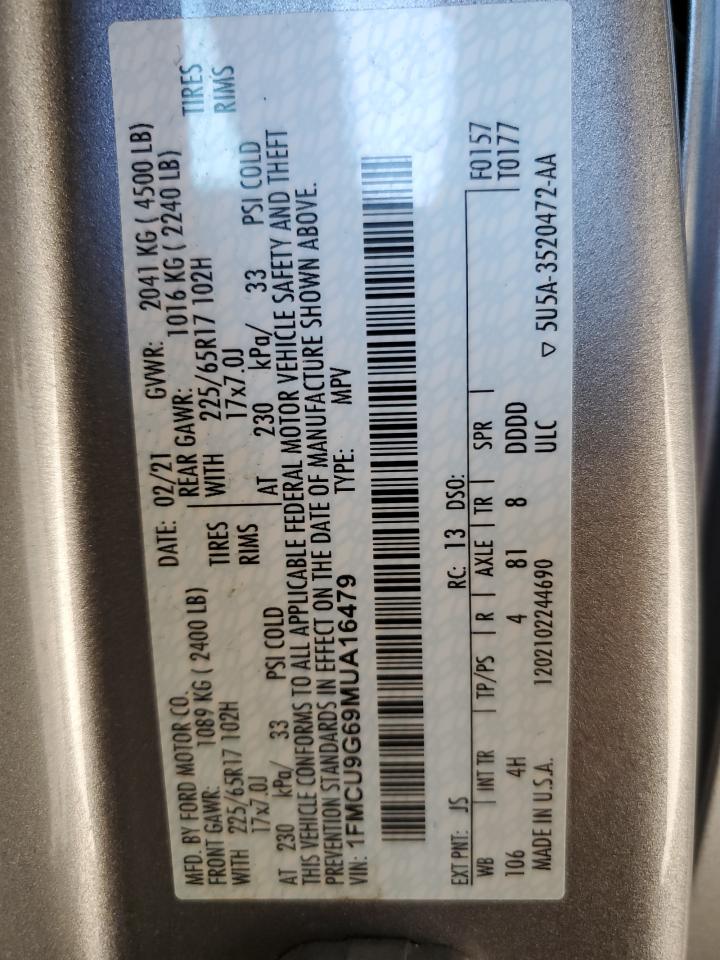 MFD. BY FORD MOTOR CO.
DATE: 02/21 GVWR: 2041 KG ( 4500 LB)
FRONT GAWR: 1089 KG ( 2400 LB)
REAR GAWR: 1016 KG ( 2240 LB)
WITH 225/65R17 102H TIRES
WITH 225/65R17 102H TIRES
17x7.0J RIMS
17x7.0J RIMS
AT 230 kPa/ 33 PSI COLD
AT 230 kPa/ 33 PSI COLD
THIS VEHICLE CONFORMS TO ALL APPLICABLE FEDERAL MOTOR VEHICLE SAFETY AND THEFT
PREVENTION STANDARDS IN EFFECT ON THE DATE OF MANUFACTURE SHOWN ABOVE.
VIN: 1FMCU9G69MUA16479 TYPE: MPV
EXT PNT: JS RC: 13 DSO: F0157
WB INT TR TP/PS R AXLE TR SPR T0177
106 4H 4 81 8 DDDD
MADE IN U.S.A. 1202102244690 ULC ▽ 5U5A-3520472-AA